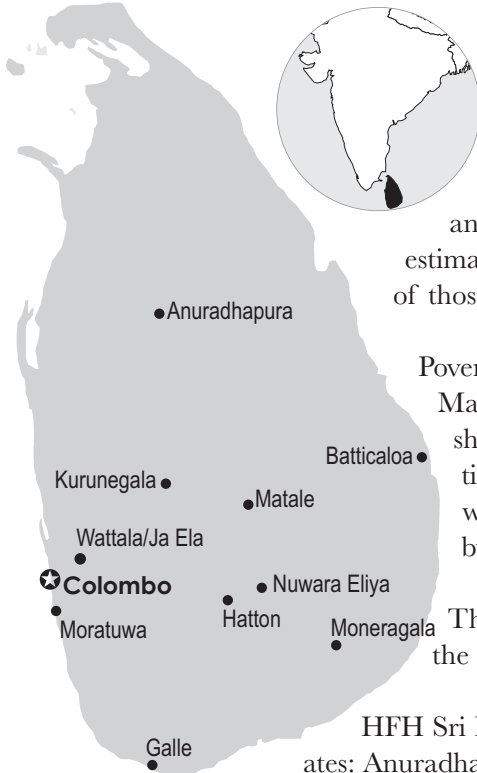 an
estima
of thos
Anuradhapura
Pover
Ma
sh
Batticaloa
ti
Kurunegala
Matale
w
Wattala/Ja Ela
by
Colombo
Nuwara Eliya
Hatton
Moratuwa
Moneragala
Th
the
HFH Sri
Galle
ates: Anuradha